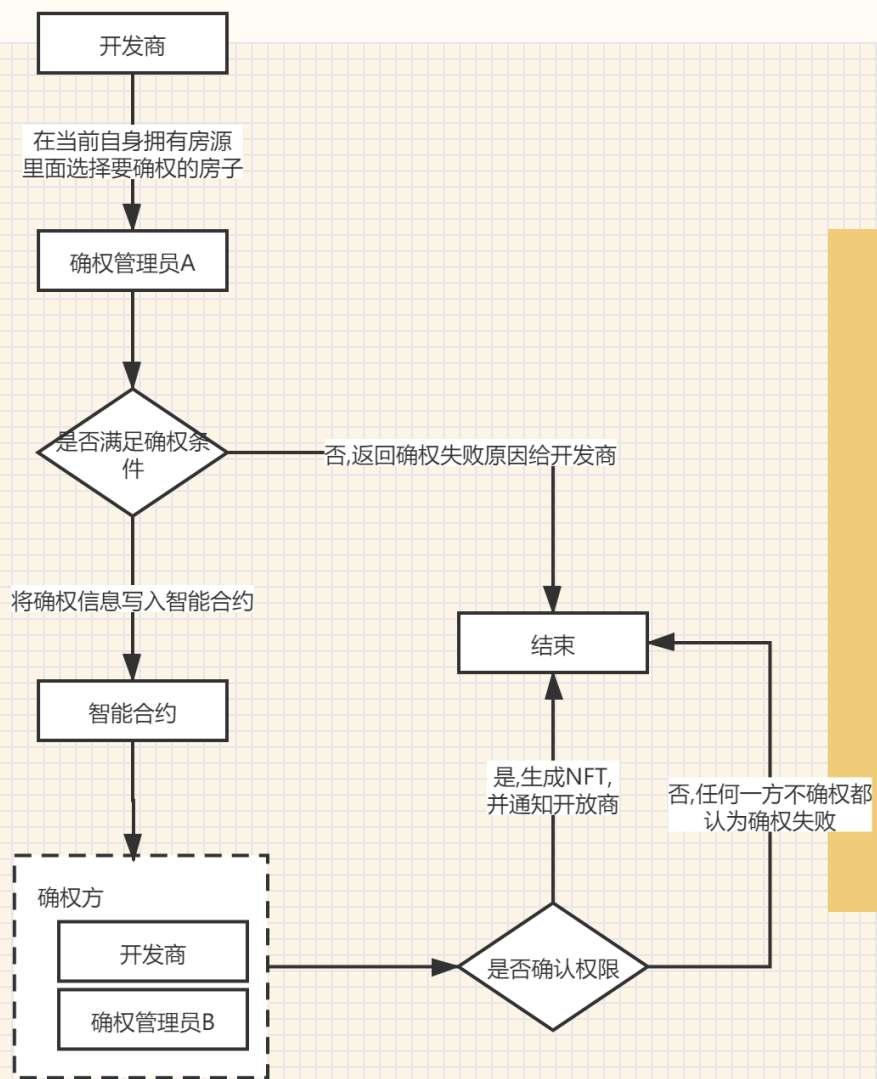 开发商
在当前自身拥有房源
里面选择要确权的房子
确权管理员A
是否满足确权条
件
否,返回确权失败原因给开发商
将确权信息写入智能合约
结束
智能合约
是,生成NFT,
并通知开放商
否,任何一方不确权都
认为确权失败
确权方
开发商
是否确认权限
确权管理员B